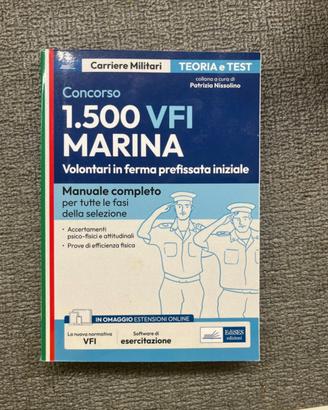 Carriere Militari
TEORIA e TEST
collana a cura di
Patrizia Nissolino
Concorso
1.500 VFI
MARINA
Volontari in ferma prefissata iniziale
Manuale completo
per tutte le fasi
della selezione
• Accertamenti
psico-fisici e attitudinali
• Prove di efficienza fisica
IN OMAGGIO ESTENSIONI ONLINE
La nuova normativa
VFI
Software di
esercitazione
EdiSES
edizioni